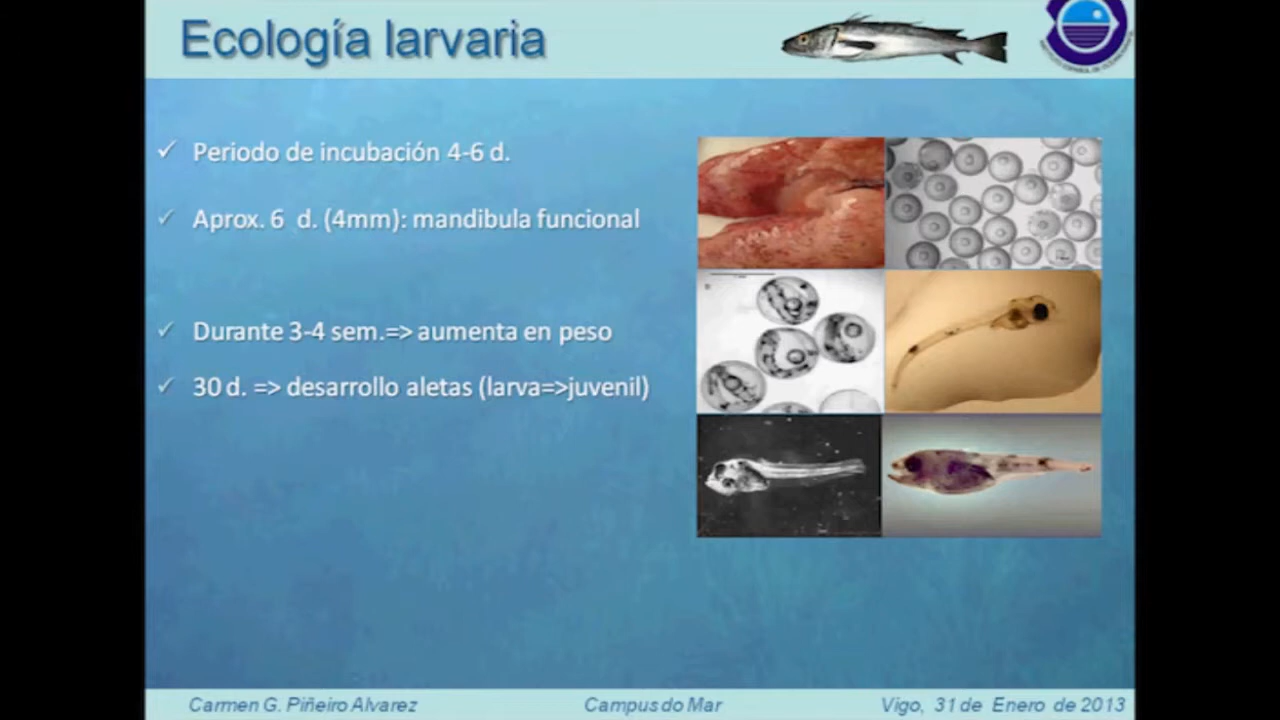 Ecología larvaria
Periodo de incubación 4-6 d.
Aprox. 6 d. (4mm): mandibula funcional
Durante 3-4 sem.=> aumenta en peso
30 d. => desarrollo aletas (larva=>juvenil)
Carmen G. Piñeiro Alvarez
Campus do Mar
Vigo, 31 de Enero de 2013